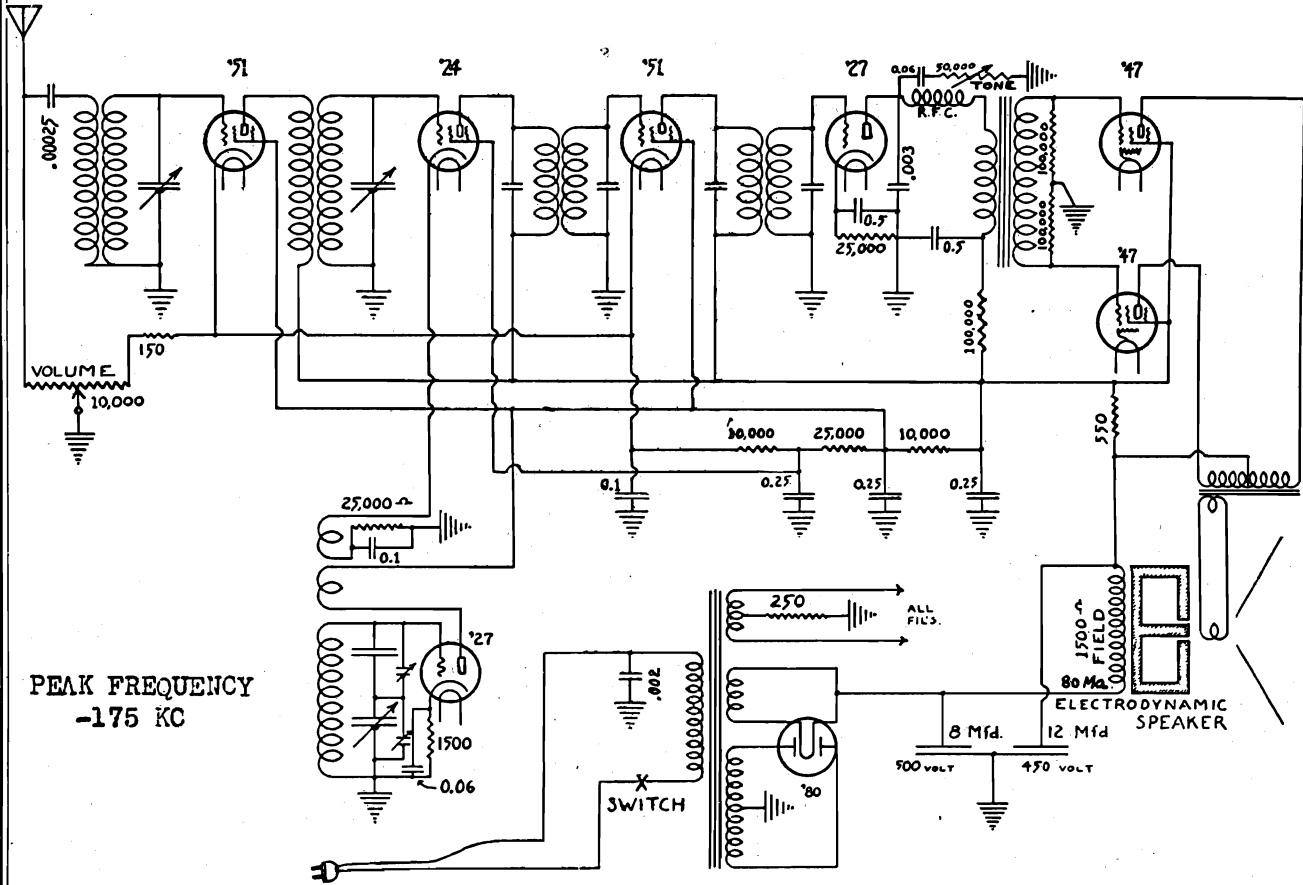 '51
'24
'51
'27
'47
0.06
50,000
TONE
R.F.C.
.00025
.003
100,000
100,000
0.5
25,000
0.5
'47
150
100,000
VOLUME
10,000
10,000
25,000
10,000
550
0.1
0.25
0.25
0.25
25,000 Ω
0.1
250
ALL
FIL'S.
1500 Ω
FIELD
'27
.002
PEAK FREQUENCY
-175 KC
80 Ma.
ELECTRODYNAMIC
SPEAKER
1500
8 Mfd.
12 Mfd
500 VOLT
450 VOLT
0.06
SWITCH
'80